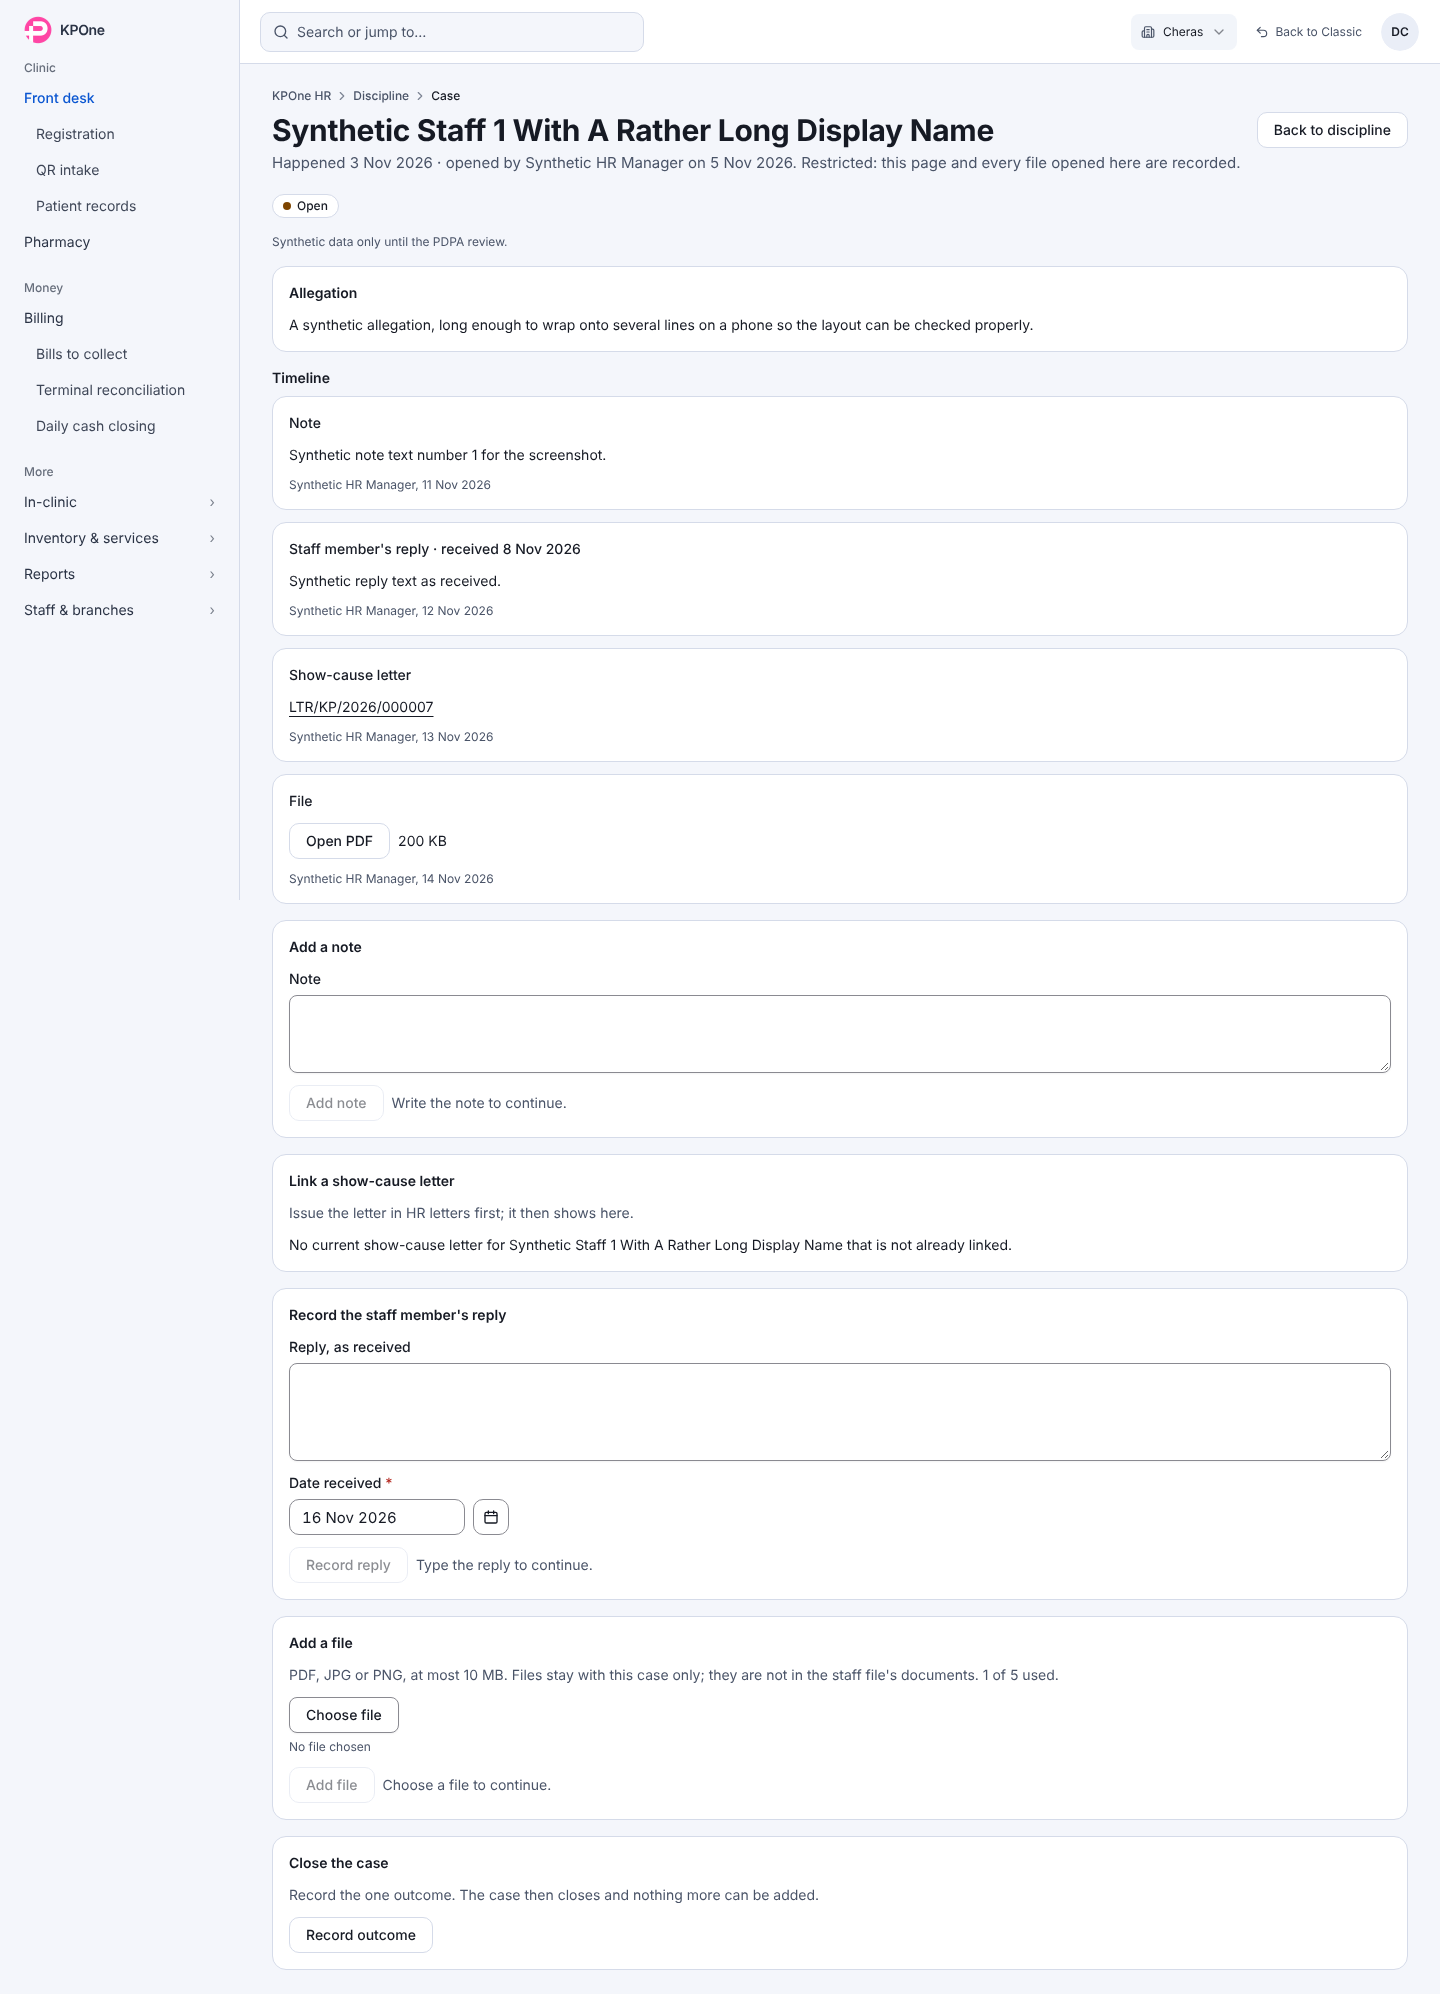 KPOne
Search or jump to...
Cheras
Back to Classic
DC
Clinic
Front desk
Registration
QR intake
Patient records
Pharmacy
Money
Billing
Bills to collect
Terminal reconciliation
Daily cash closing
More
In-clinic
Inventory & services
Reports
Staff & branches
KPOne HR > Discipline > Case
Synthetic Staff 1 With A Rather Long Display Name
Back to discipline
Happened 3 Nov 2026 · opened by Synthetic HR Manager on 5 Nov 2026. Restricted: this page and every file opened here are recorded.
Open
Synthetic data only until the PDPA review.
Allegation
A synthetic allegation, long enough to wrap onto several lines on a phone so the layout can be checked properly.
Timeline
Note
Synthetic note text number 1 for the screenshot.
Synthetic HR Manager, 11 Nov 2026
Staff member's reply · received 8 Nov 2026
Synthetic reply text as received.
Synthetic HR Manager, 12 Nov 2026
Show-cause letter
LTR/KP/2026/000007
Synthetic HR Manager, 13 Nov 2026
File
Open PDF 200 KB
Synthetic HR Manager, 14 Nov 2026
Add a note
Note
Add note Write the note to continue.
Link a show-cause letter
Issue the letter in HR letters first; it then shows here.
No current show-cause letter for Synthetic Staff 1 With A Rather Long Display Name that is not already linked.
Record the staff member's reply
Reply, as received
Date received *
16 Nov 2026
Record reply Type the reply to continue.
Add a file
PDF, JPG or PNG, at most 10 MB. Files stay with this case only; they are not in the staff file's documents. 1 of 5 used.
Choose file
No file chosen
Add file Choose a file to continue.
Close the case
Record the one outcome. The case then closes and nothing more can be added.
Record outcome